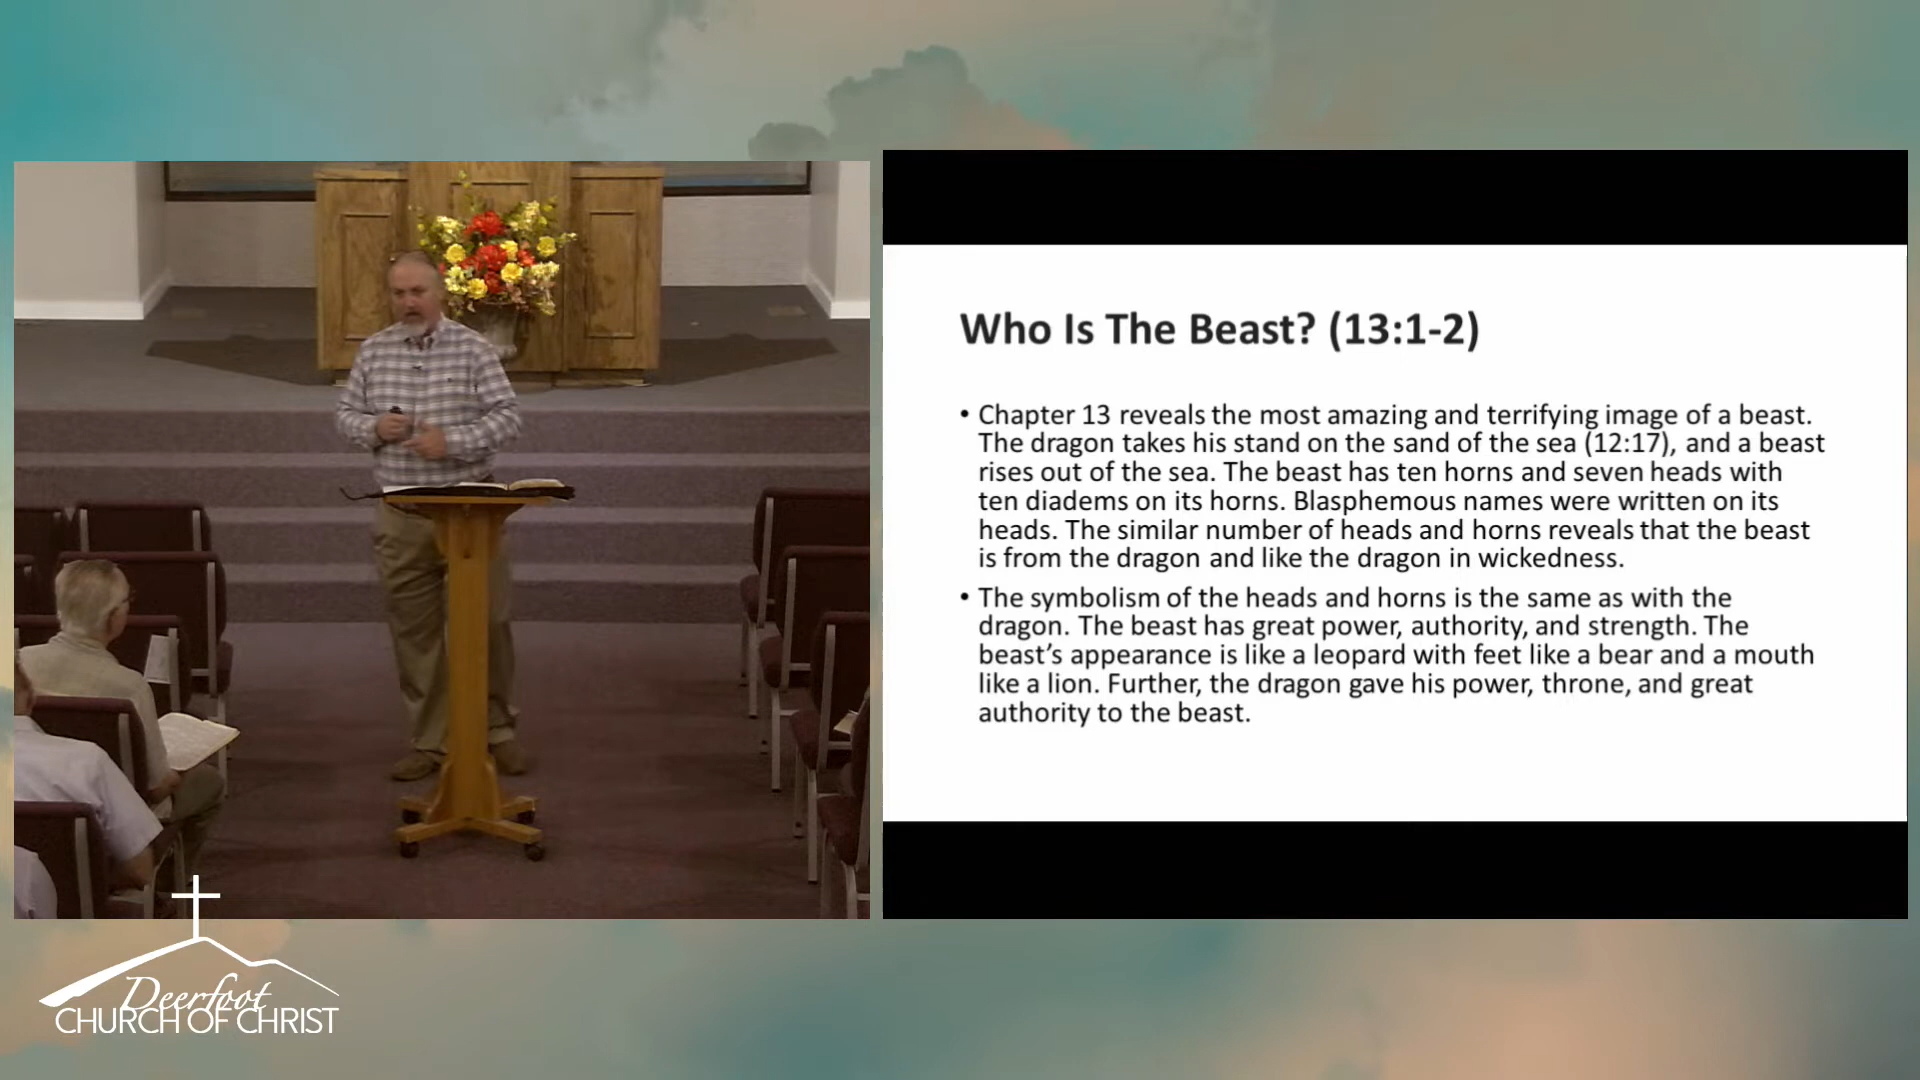 Who Is The Beast? (13:1-2)
• Chapter 13 reveals the most amazing and terrifying image of a beast.
The dragon takes his stand on the sand of the sea (12:17), and a beast
rises out of the sea. The beast has ten horns and seven heads with
ten diadems on its horns. Blasphemous names were written on its
heads. The similar number of heads and horns reveals that the beast
is from the dragon and like the dragon in wickedness.
• The symbolism of the heads and horns is the same as with the
dragon. The beast has great power, authority, and strength. The
beast’s appearance is like a leopard with feet like a bear and a mouth
like a lion. Further, the dragon gave his power, throne, and great
authority to the beast.
Deerfoot
CHURCH OF CHRIST